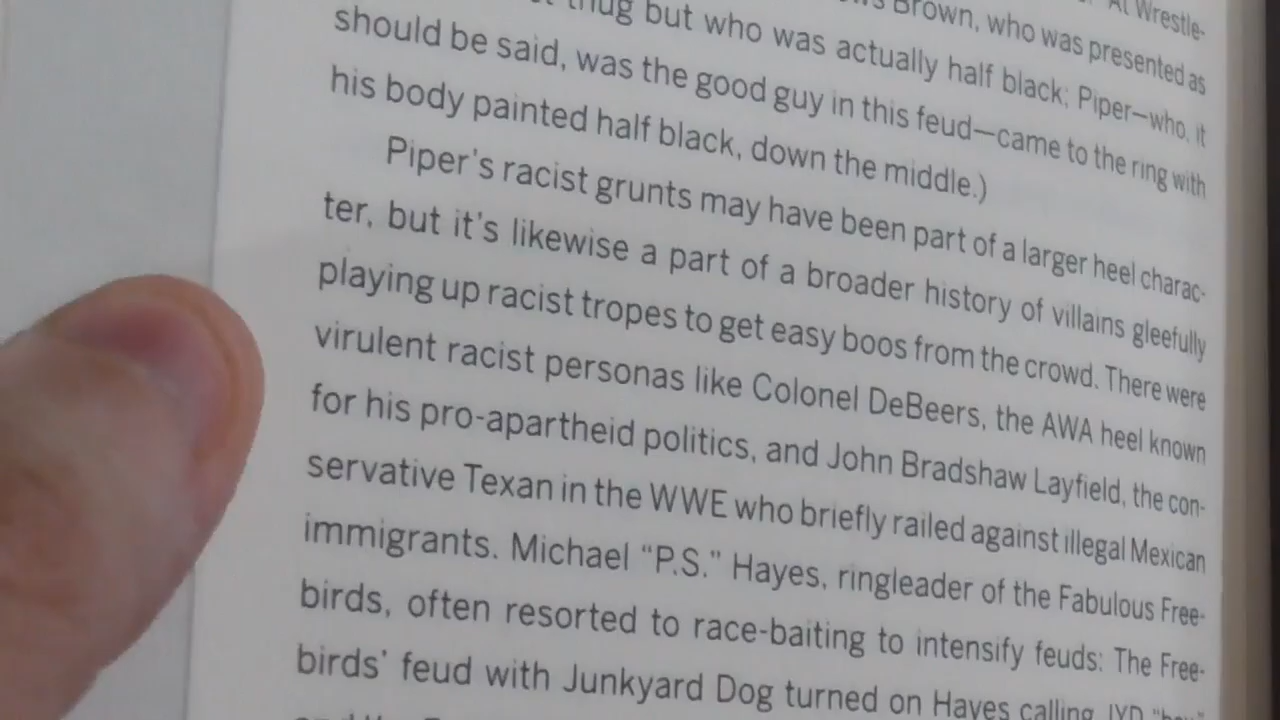 At Wrestle-
Brown, who was presented as
thug but who was actually half black; Piper—who, it
should be said, was the good guy in this feud—came to the ring with
his body painted half black, down the middle.)
Piper's racist grunts may have been part of a larger heel charac-
ter, but it's likewise a part of a broader history of villains gleefully
playing up racist tropes to get easy boos from the crowd. There were
virulent racist personas like Colonel DeBeers, the AWA heel known
for his pro-apartheid politics, and John Bradshaw Layfield, the con-
servative Texan in the WWE who briefly railed against illegal Mexican
immigrants. Michael “P.S.” Hayes, ringleader of the Fabulous Free-
birds, often resorted to race-baiting to intensify feuds: The Free-
birds' feud with Junkyard Dog turned on Hayes calling JYD